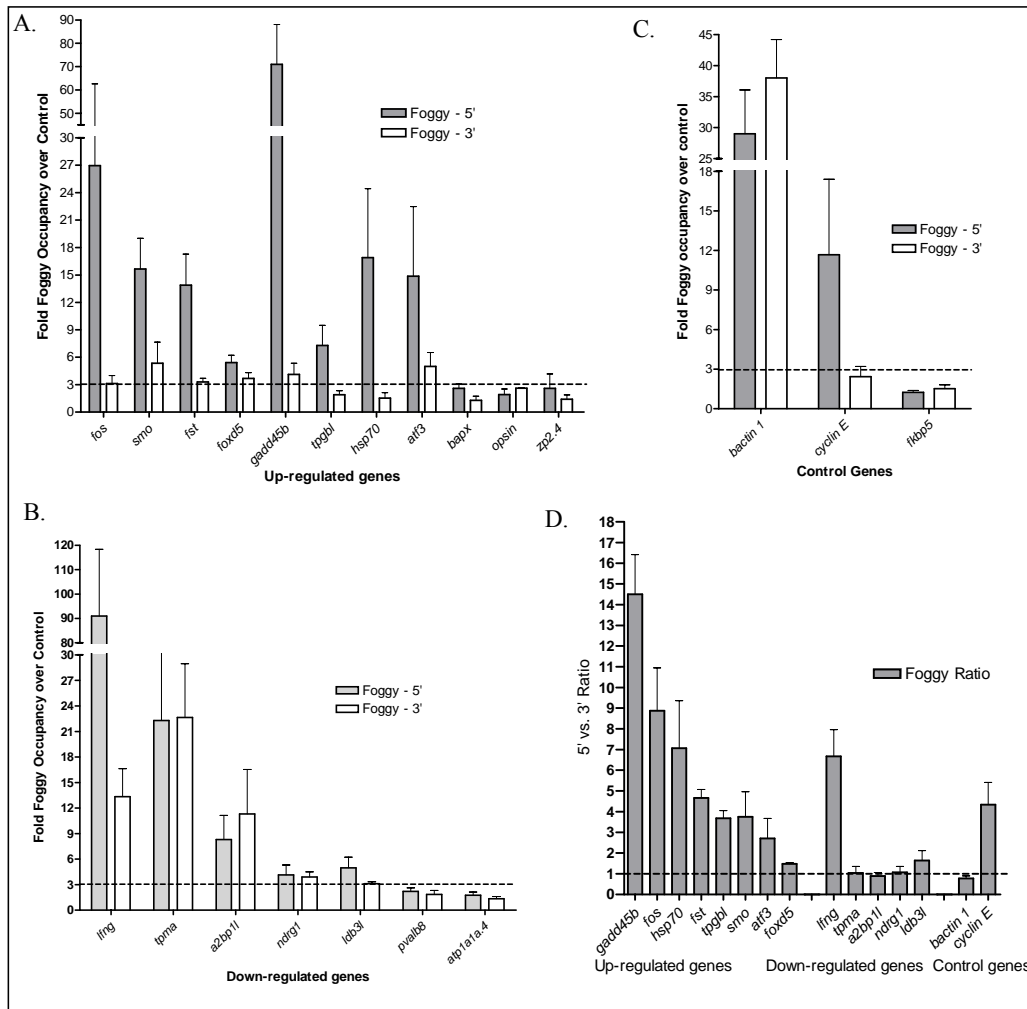 A.
Fold Foggy Occupancy over Control
90
80
70
60
50
30
27
24
21
18
15
12
9
6
3
0
Foggy - 5'
Foggy - 3'
fos
smo
fst
foxd5
gadd45b
tpgbl
hsp70
atf3
bapx
opsin
zp2.4
Up-regulated genes
C.
Fold Foggy occupancy over control
45
40
35
30
25
18
15
12
9
6
3
0
Foggy - 5'
Foggy - 3'
bactin 1
cyclin E
fkbp5
Control Genes
B.
Fold Foggy Occupancy over Control
120
110
100
90
80
30
27
24
21
18
15
12
9
6
3
0
Foggy - 5'
Foggy - 3'
lfng
tpma
a2bp1l
ndrg1
ldb3l
pvalb8
atp1a1a.4
Down-regulated genes
D.
5' vs. 3' Ratio
18
17
16
15
14
13
12
11
10
9
8
7
6
5
4
3
2
1
0
Foggy Ratio
gadd45b
fos
hsp70
fst
tpgbl
smo
atf3
foxd5
lfng
tpma
a2bp1l
ndrg1
ldb3l
bactin 1
cyclin E
Up-regulated genes
Down-regulated genes
Control genes